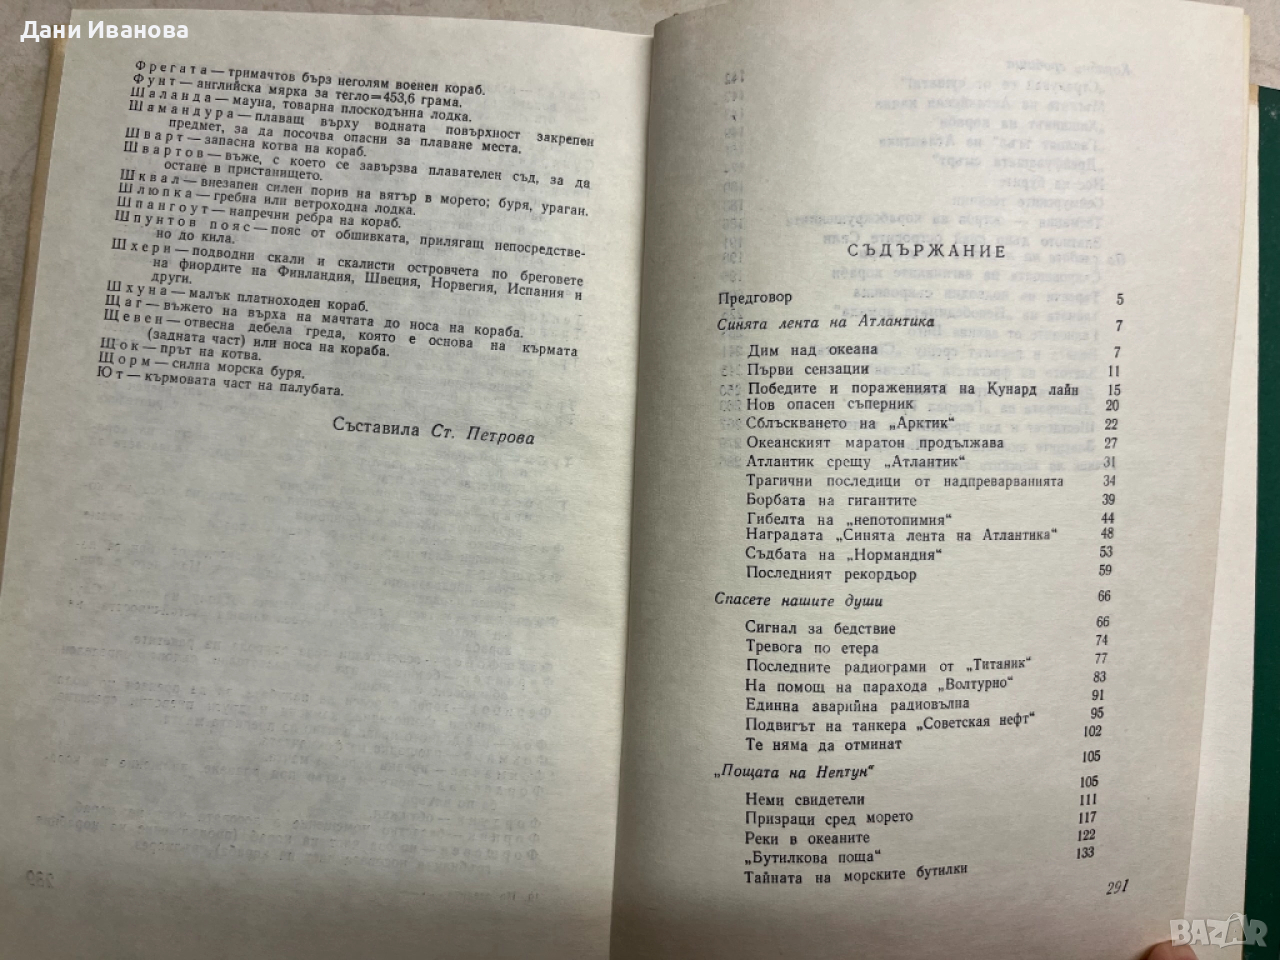 Дани Иванова
Фрегата — тримачтов бърз неголям военен кораб.
Фунт — английска мярка за тегло = 453,6 грама.
Шаланда — мауна, товарна плоскодънна лодка.
Шамандура — плаващ върху водната повърхност закрепен
предмет, за да посочва опасни за плаване места.
Шварт — запасна котва на кораб.
Швартов — въже, с което се завързва плавателен съд, за да
остане в пристанището.
Шквал — внезапен силен порив на вятър в морето; буря, ураган.
Шлюпка — гребна или ветроходна лодка.
Шпангоут — напречни ребра на кораб.
Шпунтов пояс — пояс от обшивката, прилягащ непосредстве-
но до кила.
Шхери — подводни скали и скалисти островчета по бреговете
на фиордите на Финландия, Швеция, Норвегия, Испания и
други.
Шхуна — малък платноходен кораб.
Щаг — въжето на върха на мачтата до носа на кораба.
Щевен — отвесна дебела греда, която е основа на кърмата
(задната част) или носа на кораба.
Щок — прът на котва.
Щорм — силна морска буря.
Ют — кърмовата част на палубата.
Съставила Ст. Петрова
СЪДЪРЖАНИЕ
Предговор 5
Синята лента на Атлантика 7
Дим над океана 7
Първи сензации 11
Победите и пораженията на Кунард лайн 15
Нов опасен съперник 20
Сблъскването на „Арктик“ 22
Океанският маратон продължава 27
Атлантик срещу „Атлантик“ 31
Трагични последици от надпреварванията 34
Борбата на гигантите 39
Гибелта на „непотопимия“ 44
Наградата „Синята лента на Атлантика“ 48
Съдбата на „Нормандия“ 53
Последният рекордьор 59
Спасете нашите души 66
Сигнал за бедствие 66
Тревога по етера 74
Последните радиограми от „Титаник“ 77
На помощ на парахода „Волтурно“ 83
Единна аварийна радиовълна 91
Подвигът на танкера „Советская нефт“ 95
Те няма да отминат 102
„Пощата на Нептун“ 105
Неми свидетели 105
Призраци сред морето 111
Реки в океаните 117
„Бутилкова поща“ 122
Тайната на морските бутилки 133
291
BAZAR